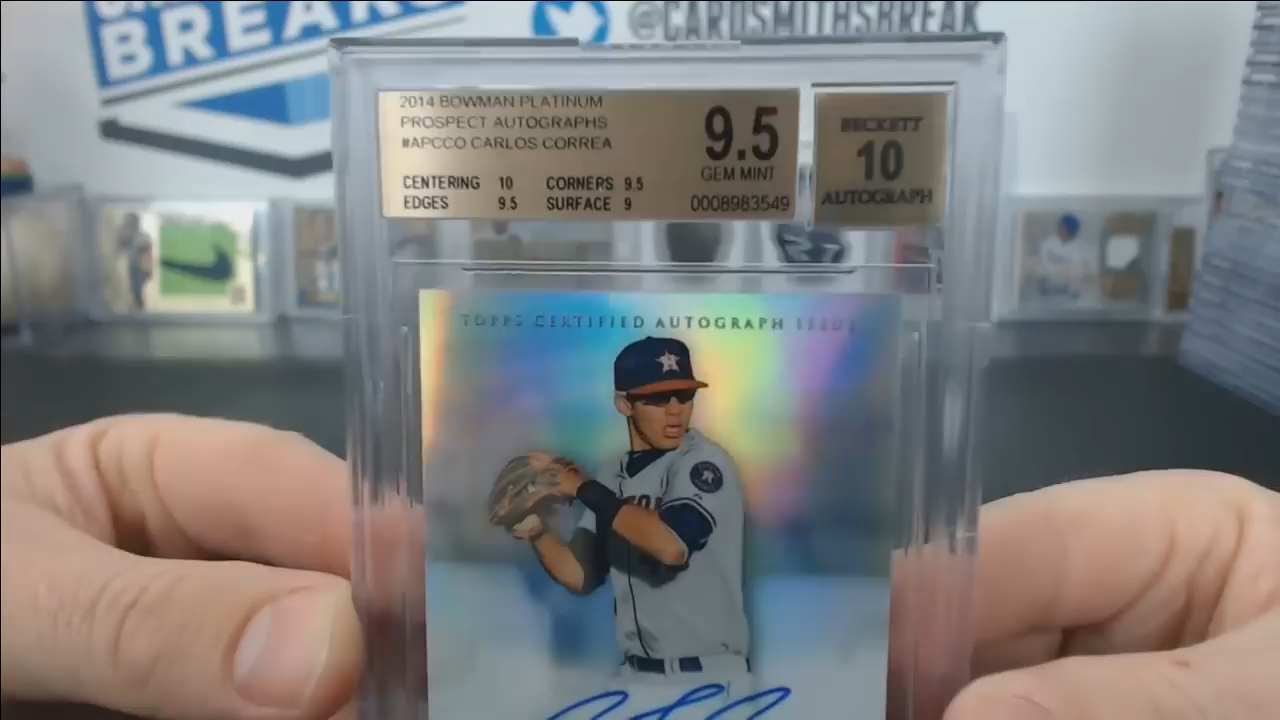 BREAKS
@CARDSMITHSBREAK
2014 BOWMAN PLATINUM
PROSPECT AUTOGRAPHS
#APCCO CARLOS CORREA
CENTERING 10 CORNERS 9.5
EDGES 9.5 SURFACE 9
9.5
GEM MINT
0008983549
BECKETT
10
AUTOGRAPH
TOPPS CERTIFIED AUTOGRAPH ISSUE